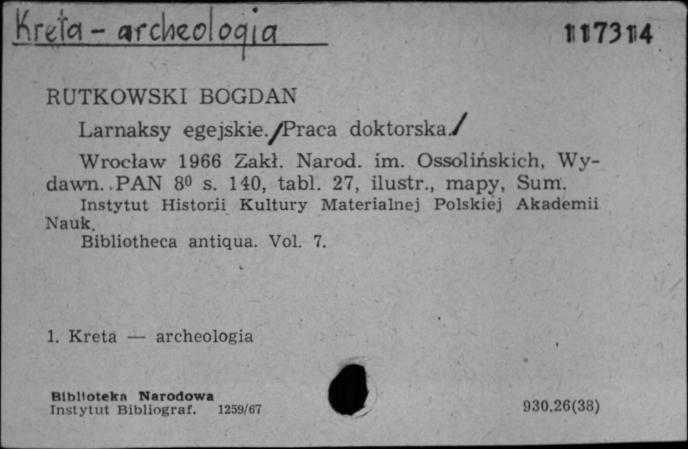 Kreta - archeologia
117314
RUTKOWSKI BOGDAN
Larnaksy egejskie./Praca doktorska./
Wrocław 1966 Zakł. Narod. im. Ossolińskich, Wy-
dawn. PAN 8⁰ s. 140, tabl. 27, ilustr., mapy, Sum.
Instytut Historii Kultury Materialnej Polskiej Akademii
Nauk.
Bibliotheca antiqua. Vol. 7.
1. Kreta — archeologia
Biblioteka Narodowa
Instytut Bibliograf. 1259/67
930.26(38)